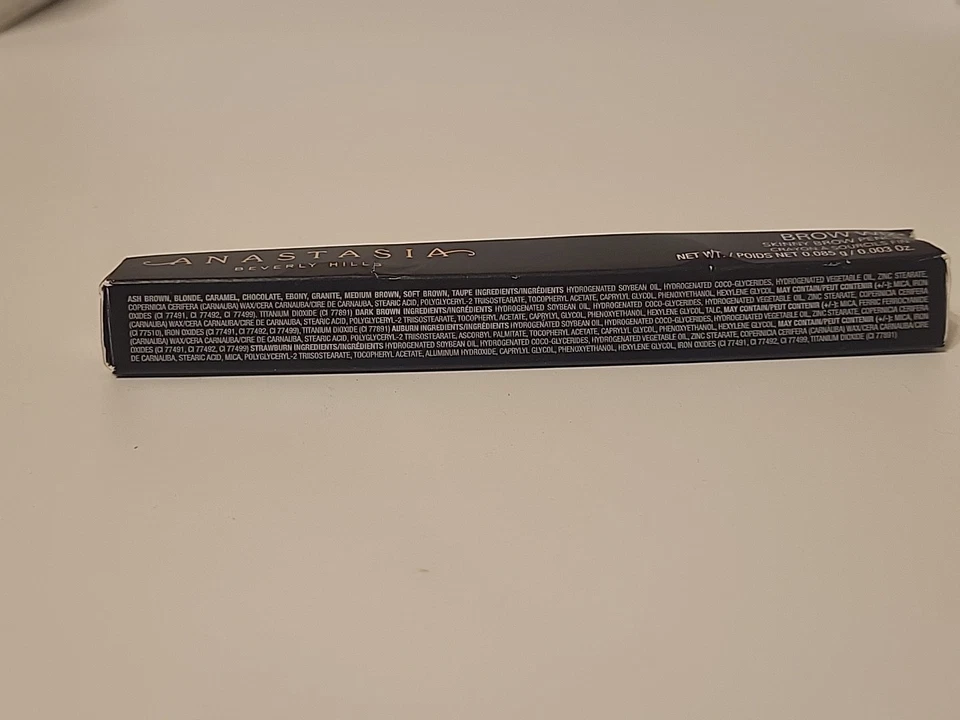 ANASTASIA
BEVERLY HILLS
BROW
SKINNY BROW
CRAYON À SOURCILS
NET WT. / POIDS NET 0.085 g / 0.003 Oz
ASH BROWN, BLONDE, CARAMEL, CHOCOLATE, EBONY, GRANITE, MEDIUM BROWN, SOFT BROWN, TAUPE INGREDIENTS/INGRÉDIENTS HYDROGENATED SOYBEAN OIL, HYDROGENATED COCO-GLYCERIDES, HYDROGENATED VEGETABLE OIL, ZINC STEARATE,
COPERNICIA CERIFERA (CARNAUBA) WAX/CERA CARNAUBA/CIRE DE CARNAUBA, STEARIC ACID, POLYGLYCERYL-2 TRIISOSTEARATE, TOCOPHERYL ACETATE, CAPRYLYL GLYCOL, PHENOXYETHANOL, HEXYLENE GLYCOL. MAY CONTAIN/PEUT CONTENIR (+/-): MICA, IRON
OXIDES (CI 77491, CI 77492, CI 77499), TITANIUM DIOXIDE (CI 77891) DARK BROWN INGREDIENTS/INGRÉDIENTS HYDROGENATED SOYBEAN OIL, HYDROGENATED COCO-GLYCERIDES, HYDROGENATED VEGETABLE OIL, ZINC STEARATE, COPERNICIA CERIFERA
(CARNAUBA) WAX/CERA CARNAUBA/CIRE DE CARNAUBA, STEARIC ACID, POLYGLYCERYL-2 TRIISOSTEARATE, TOCOPHERYL ACETATE, CAPRYLYL GLYCOL, PHENOXYETHANOL, HEXYLENE GLYCOL, TALC, MAY CONTAIN/PEUT CONTENIR (+/-): MICA, FERRIC FERROCYANIDE
(CI 77510), IRON OXIDES (CI 77491, CI 77492, CI 77499), TITANIUM DIOXIDE (CI 77891) AUBURN INGREDIENTS/INGRÉDIENTS HYDROGENATED SOYBEAN OIL, HYDROGENATED COCO-GLYCERIDES, HYDROGENATED VEGETABLE OIL, ZINC STEARATE, COPERNICIA CERIFERA
(CARNAUBA) WAX/CERA CARNAUBA/CIRE DE CARNAUBA, STEARIC ACID, POLYGLYCERYL-2 TRIISOSTEARATE, ASCORBYL PALMITATE, TOCOPHERYL ACETATE, CAPRYLYL GLYCOL, PHENOXYETHANOL, HEXYLENE GLYCOL. MAY CONTAIN/PEUT CONTENIR (+/-): MICA, IRON
OXIDES (CI 77491, CI 77492, CI 77499) STRAWBURN INGREDIENTS/INGRÉDIENTS HYDROGENATED SOYBEAN OIL, HYDROGENATED COCO-GLYCERIDES, HYDROGENATED VEGETABLE OIL, ZINC STEARATE, COPERNICIA CERIFERA (CARNAUBA) WAX/CERA CARNAUBA/CIRE
DE CARNAUBA, STEARIC ACID, MICA, POLYGLYCERYL-2 TRIISOSTEARATE, TOCOPHERYL ACETATE, ALUMINUM HYDROXIDE, CAPRYLYL GLYCOL, PHENOXYETHANOL, HEXYLENE GLYCOL, IRON OXIDES (CI 77491, CI 77492, CI 77499, TITANIUM DIOXIDE (CI 77891)